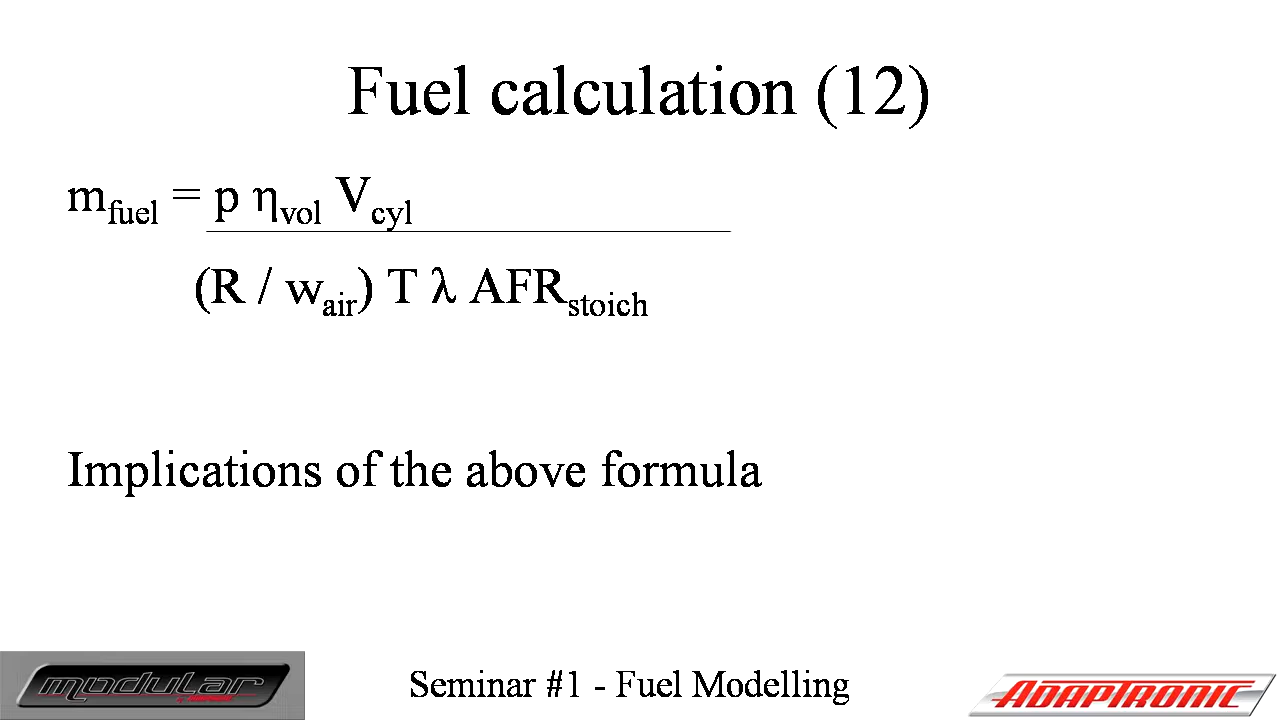 Fuel calculation (12)
mfuel = p ηvol Vcyl
(R / wair) T λ AFRstoich
Implications of the above formula
modular
Seminar #1 - Fuel Modelling
ADAPTRONIC